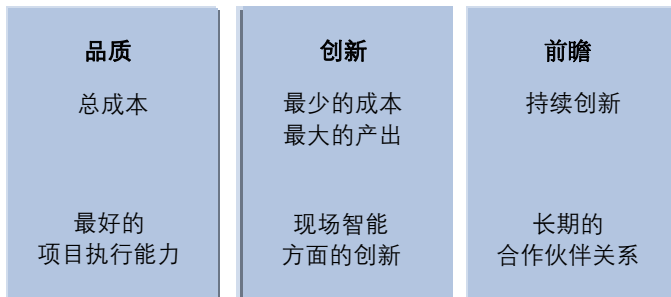 品质
总成本
最好的
项目执行能力
创新
最少的成本
最大的产出
现场智能
方面的创新
前瞻
持续创新
长期的
合作伙伴关系